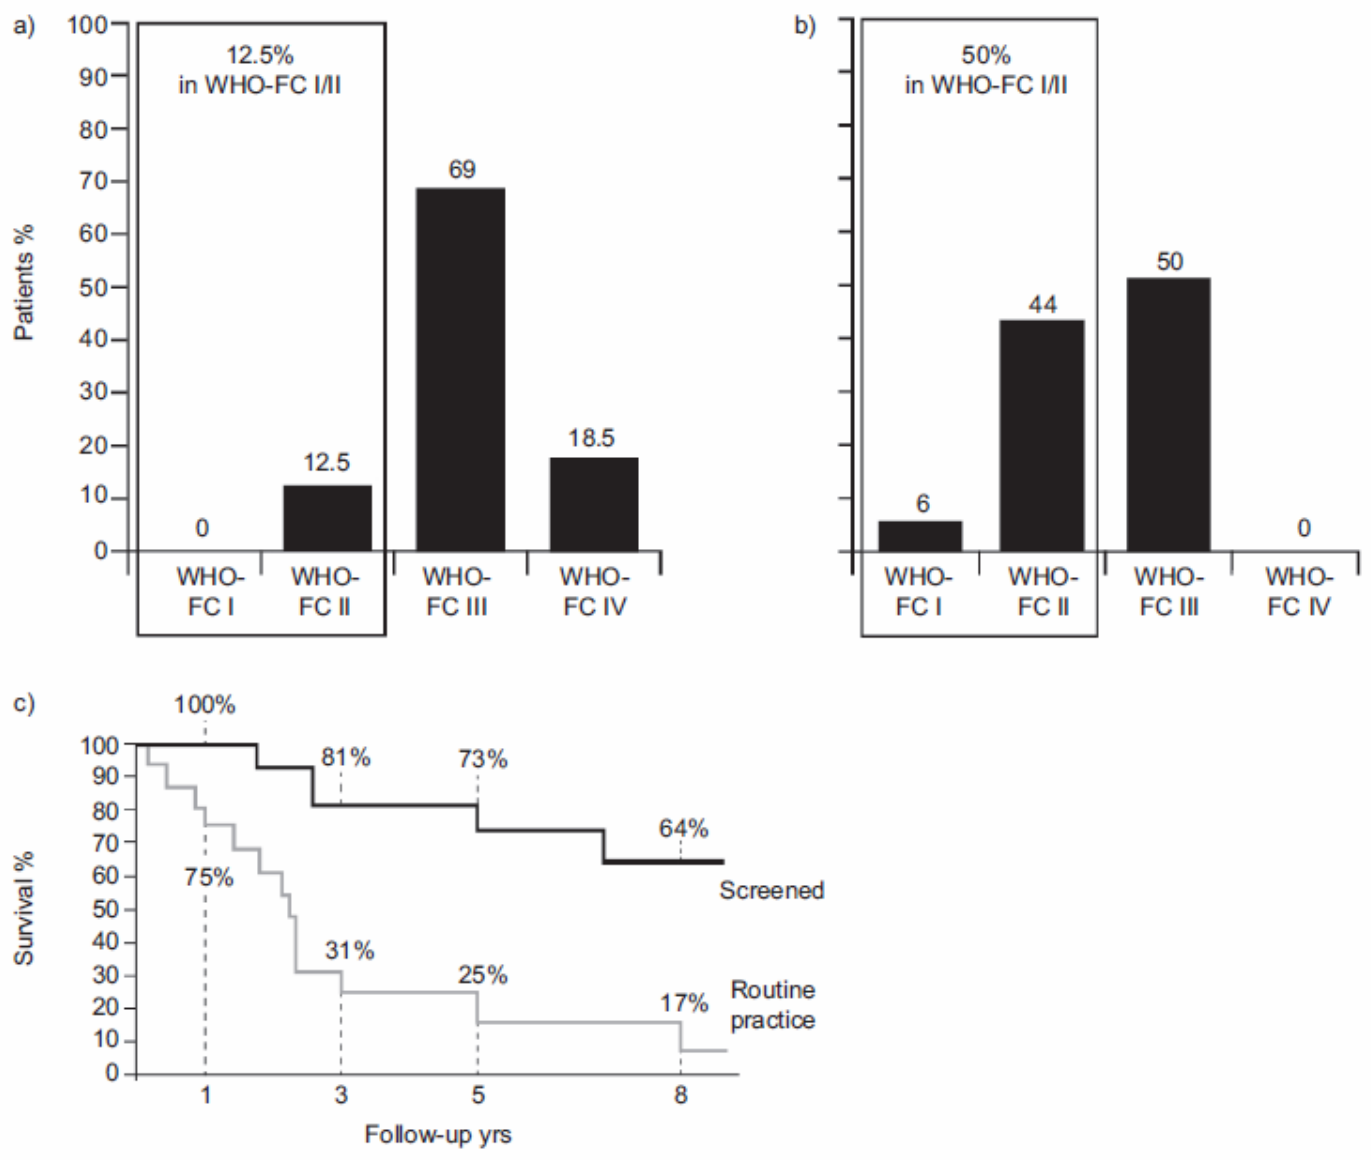 a)
100
90
80
70
60
50
40
30
20
10
0
Patients %
12.5%
in WHO-FC I/II
0
12.5
69
18.5
WHO-
FC I
WHO-
FC II
WHO-
FC III
WHO-
FC IV
b)
50%
in WHO-FC I/II
6
44
50
0
WHO-
FC I
WHO-
FC II
WHO-
FC III
WHO-
FC IV
c)
100
90
80
70
60
50
40
30
20
10
0
Survival %
100%
81%
73%
64%
Screened
75%
31%
25%
17%
Routine
practice
1
3
5
8
Follow-up yrs